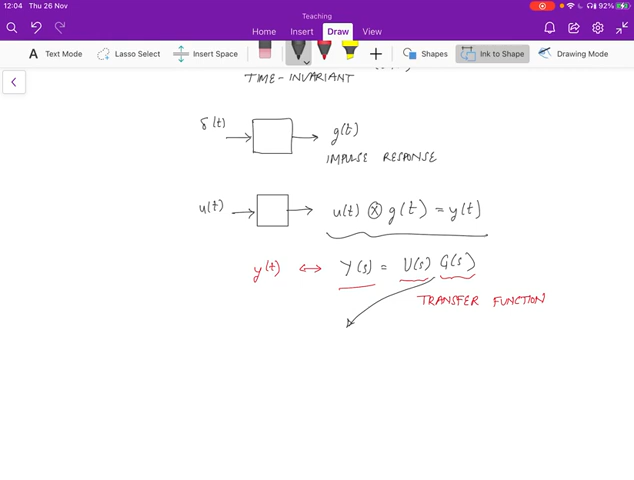 12:04 Thu 26 Nov
92%
Teaching
Home Insert Draw View
Text Mode Lasso Select Insert Space Shapes Ink to Shape Drawing Mode
TIME-INVARIANT
δ(t) g(t)
IMPULSE RESPONSE
u(t) u(t) ⊗ g(t) = y(t)
y(t) ↔ Y(s) = U(s) G(s)
TRANSFER FUNCTION